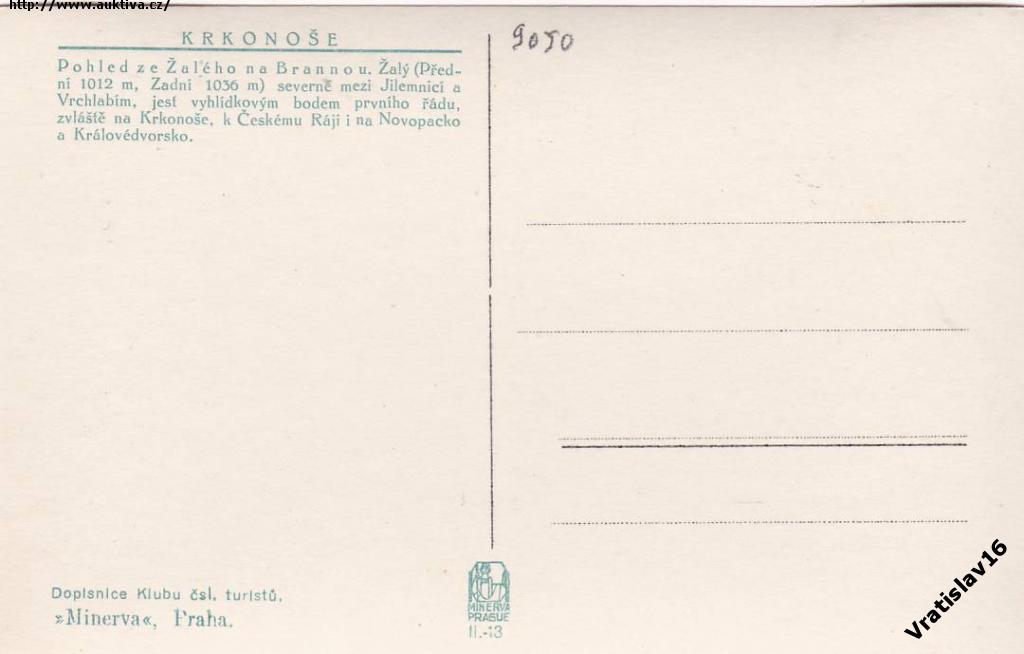 http://www.auktiva.cz/
KRKONOŠE
Pohled ze Žalého na Brannou. Žalý (Před-
ní 1012 m, Zadní 1036 m) severně mezi Jilemnicí a
Vrchlabím, jest vyhlídkovým bodem prvního řádu,
zvláště na Krkonoše, k Českému Ráji i na Novopacko
a Královédvorsko.
9050
Dopisnice Klubu čsl. turistů.
»Minerva«, Praha.
MINERVA
PRAGUE
II.-13
Vratislav16